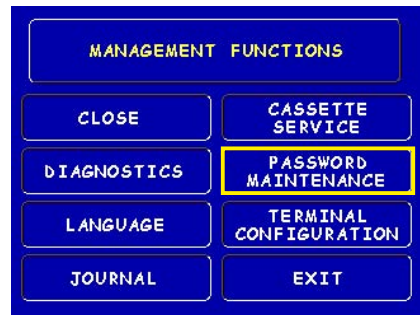 MANAGEMENT FUNCTIONS
CLOSE
CASSETTE
SERVICE
DIAGNOSTICS
PASSWORD
MAINTENANCE
LANGUAGE
TERMINAL
CONFIGURATION
JOURNAL
EXIT